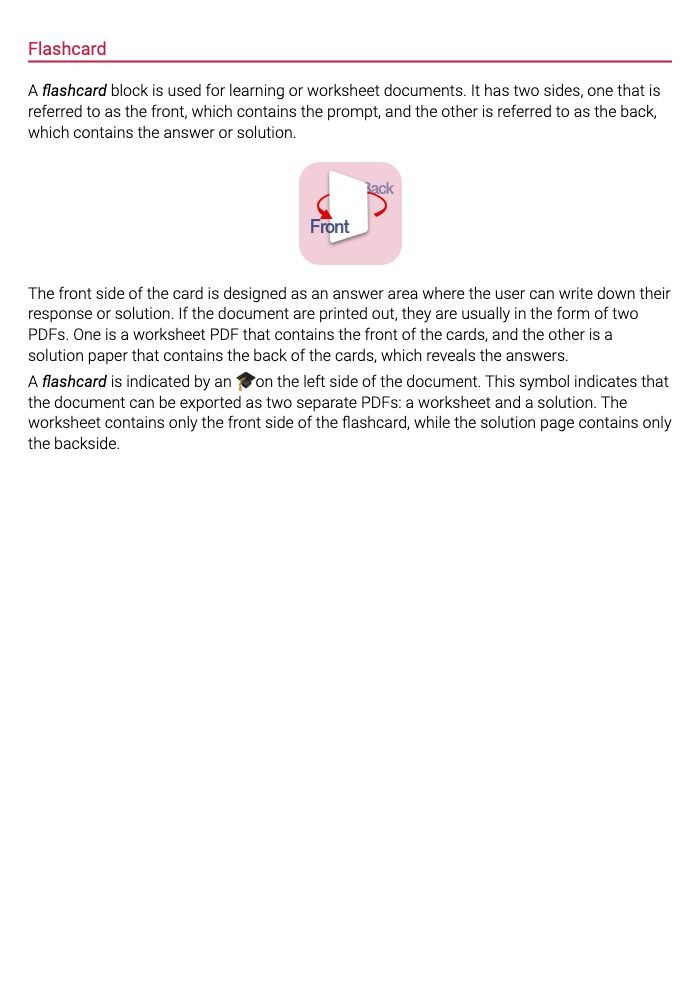 Flashcard
A flashcard block is used for learning or worksheet documents. It has two sides, one that is
referred to as the front, which contains the prompt, and the other is referred to as the back,
which contains the answer or solution.
Back
Front
The front side of the card is designed as an answer area where the user can write down their
response or solution. If the document are printed out, they are usually in the form of two
PDFs. One is a worksheet PDF that contains the front of the cards, and the other is a
solution paper that contains the back of the cards, which reveals the answers.
A flashcard is indicated by an 🎓on the left side of the document. This symbol indicates that
the document can be exported as two separate PDFs: a worksheet and a solution. The
worksheet contains only the front side of the flashcard, while the solution page contains only
the backside.